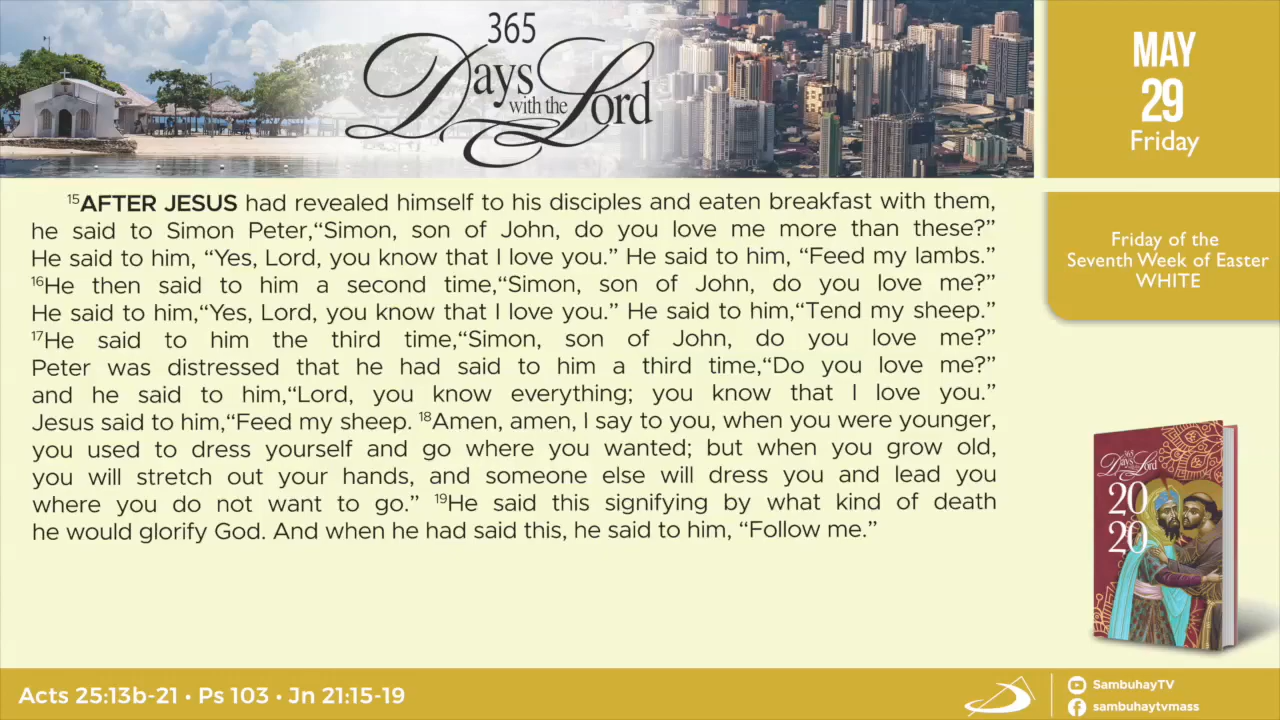 365
Days
with the
Lord
MAY
29
Friday
Friday of the
Seventh Week of Easter
WHITE
15AFTER JESUS had revealed himself to his disciples and eaten breakfast with them,
he said to Simon Peter,“Simon, son of John, do you love me more than these?”
He said to him, “Yes, Lord, you know that I love you.” He said to him, “Feed my lambs.”
16He then said to him a second time,“Simon, son of John, do you love me?”
He said to him,“Yes, Lord, you know that I love you.” He said to him,“Tend my sheep.”
17He said to him the third time,“Simon, son of John, do you love me?”
Peter was distressed that he had said to him a third time,“Do you love me?”
and he said to him,“Lord, you know everything; you know that I love you.”
Jesus said to him,“Feed my sheep. 18Amen, amen, I say to you, when you were younger,
you used to dress yourself and go where you wanted; but when you grow old,
you will stretch out your hands, and someone else will dress you and lead you
where you do not want to go.” 19He said this signifying by what kind of death
he would glorify God. And when he had said this, he said to him, “Follow me.”
365
Days with the Lord
20
20
Acts 25:13b-21 • Ps 103 • Jn 21:15-19
SambuhayTV
sambuhaytvmass